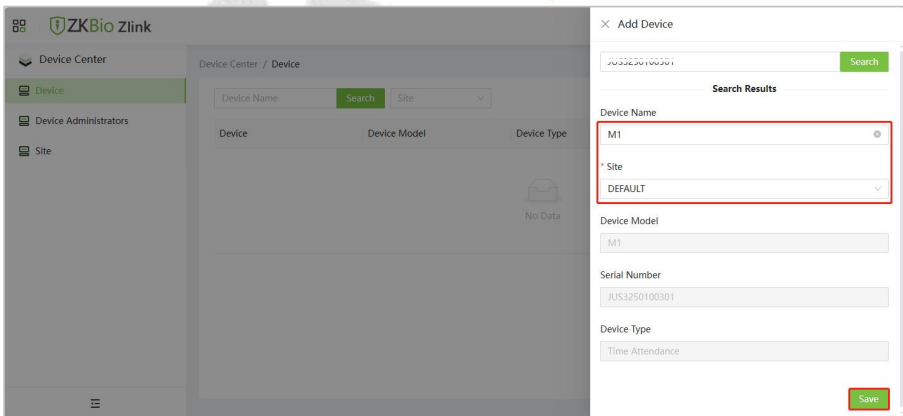 ZKBio Zlink
Add Device
Device Center
Device Center / Device
JUS3250100301
Search
Search Results
Device
Device Name
Search
Site
Device Name
M1
Device Administrators
Device
Device Model
Device Type
Site
* Site
DEFAULT
No Data
Device Model
M1
Serial Number
JUS3250100301
Device Type
Time Attendance
Save